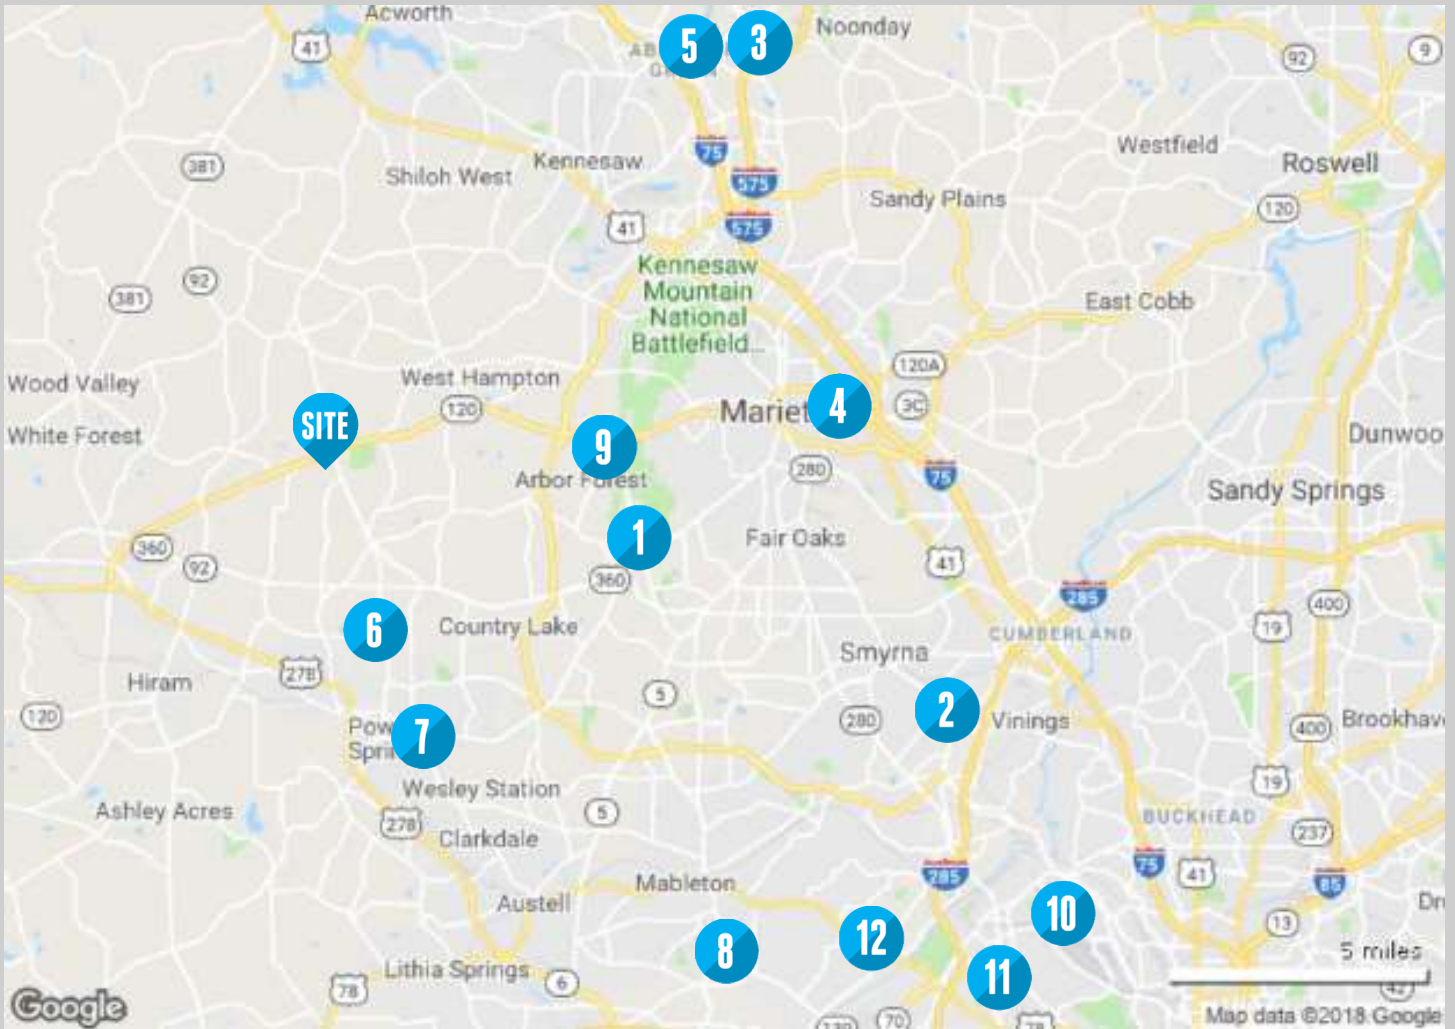 Acworth
41
5
3
Noonday
92
9
75
Westfield
381
Kennesaw
Roswell
Shiloh West
575
Sandy Plains
120
41
575
Kennesaw
Mountain
National
Battlefield...
92
381
East Cobb
120A
Wood Valley
West Hampton
120
4
3C
SITE
White Forest
9
Dunwoo
280
75
Arbor Forest
Sandy Springs
1
Fair Oaks
360
41
92
360
285
400
6
Country Lake
19
CUMBERLAND
Smyrna
278
Hiram
5
2
120
280
Vinings
400
Brookhav
7
Wesley Station
19
Ashley Acres
5
BUCKHEAD
278
237
Clarkdale
75
41
285
85
Mableton
Austell
Dr
10
13
12
8
5 miles
Lithia Springs
11
6
78
42
Google
70
78
Map data ©2018 Google